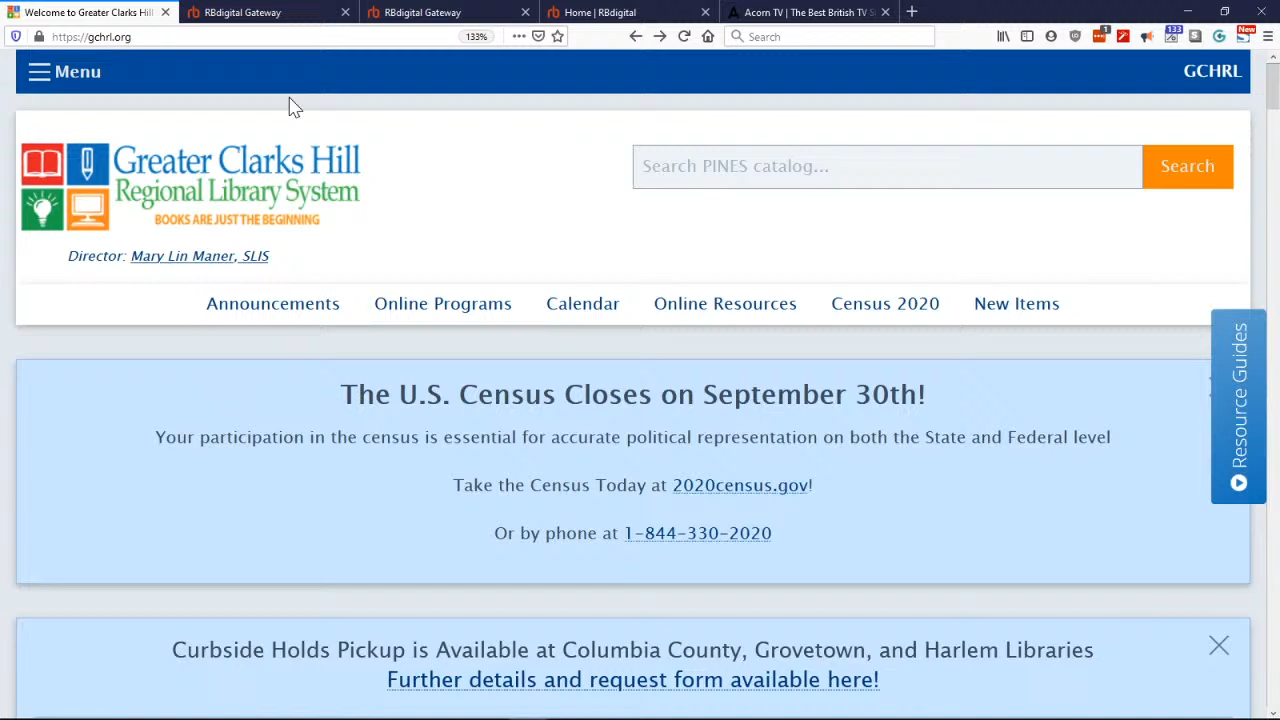 Welcome to Greater Clarks Hill
RBdigital Gateway
RBdigital Gateway
Home | RBdigital
Acorn TV | The Best British TV S
https://gchrl.org
133%
Search
133
New
Menu
GCHRL
Greater Clarks Hill
Regional Library System
BOOKS ARE JUST THE BEGINNING
Search PINES catalog...
Search
Director: Mary Lin Maner, SLIS
Announcements
Online Programs
Calendar
Online Resources
Census 2020
New Items
Resource Guides
The U.S. Census Closes on September 30th!
Your participation in the census is essential for accurate political representation on both the State and Federal level
Take the Census Today at 2020census.gov!
Or by phone at 1-844-330-2020
Curbside Holds Pickup is Available at Columbia County, Grovetown, and Harlem Libraries
Further details and request form available here!